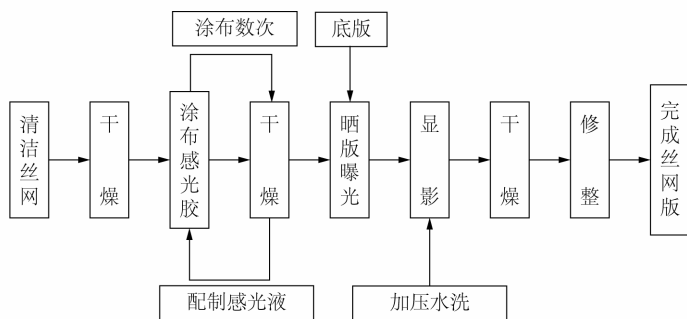 涂布数次
底版
清洁丝网
干燥
涂布感光胶
干燥
晒版曝光
显影
干燥
修整
完成丝网版
配制感光液
加压水洗